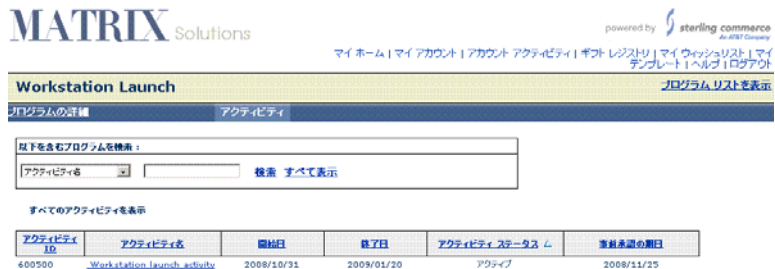 MATRIX Solutions
powered by sterling commerce
An AT&T Company
マイ ホーム | マイ アカウント | アカウント アクティビティ | ギフト レジストリ | マイ ウィッシュリスト | マイ
テンプレート | ヘルプ | ログアウト
Workstation Launch プログラム リストを表示
プログラムの詳細 アクティビティ
以下を含むプログラムを検索 :
アクティビティ名 検索 すべて表示
すべてのアクティビティを表示
アクティビティ ID アクティビティ名 開始日 終了日 アクティビティ ステータス 事前承認の期日
600500 Workstation launch activity 2008/10/31 2009/01/20 アクティブ 2008/11/25